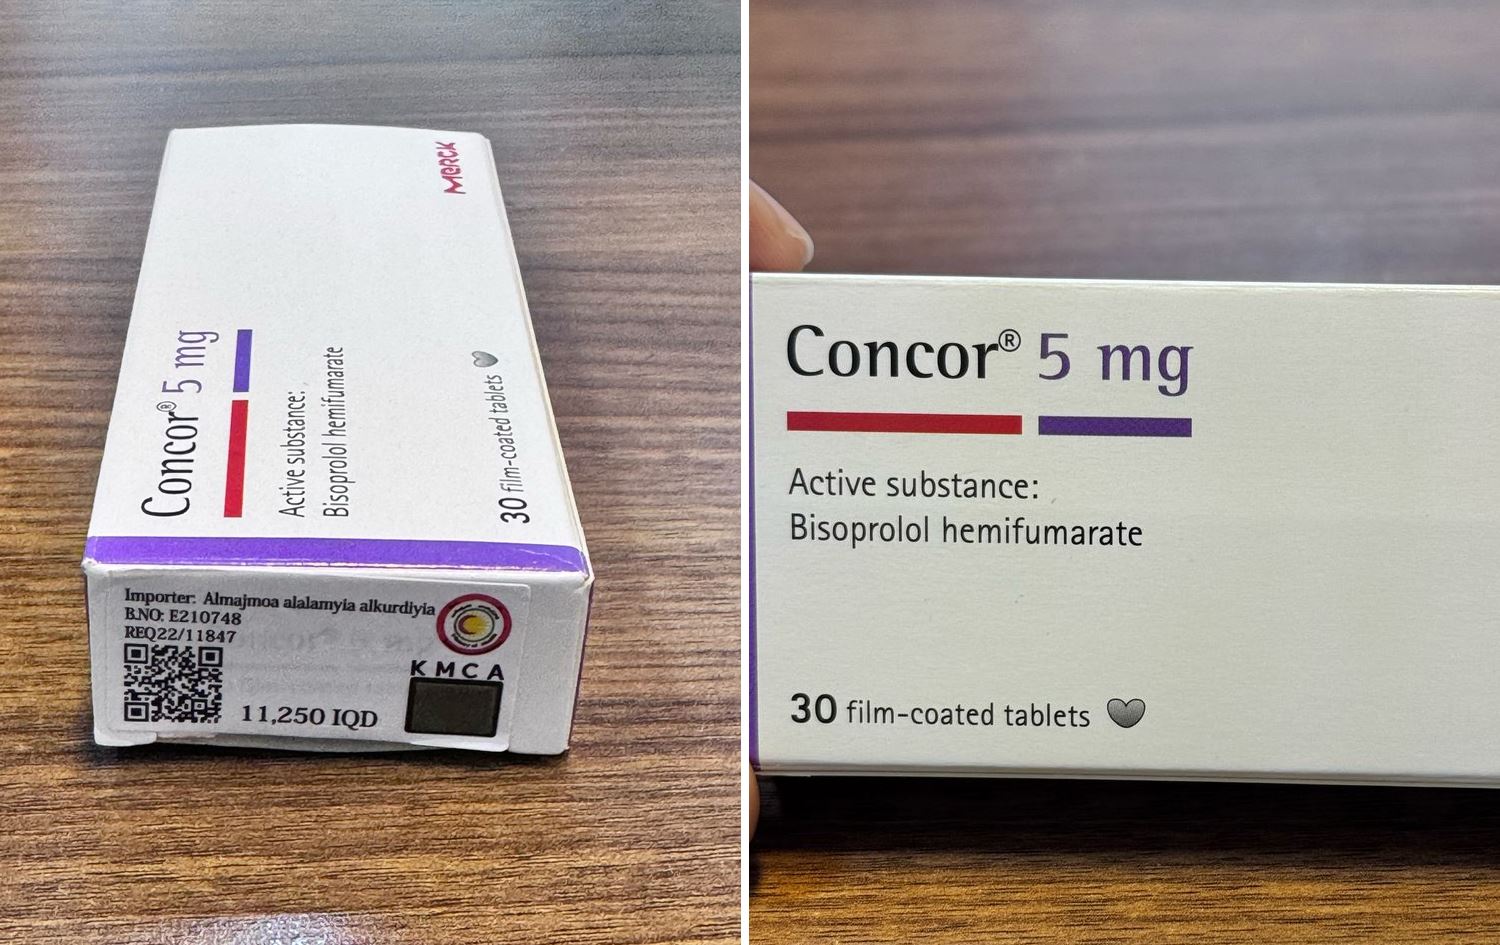 MERCK
Concor® 5 mg
Active substance:
Bisoprolol hemifumarate
30 film-coated tablets
Importer: Almajmoa alalamyia alkurdiyia
B.NO: E210748
REQ22/11847
KMCA
11,250 IQD
Concor® 5 mg
Active substance:
Bisoprolol hemifumarate
30 film-coated tablets